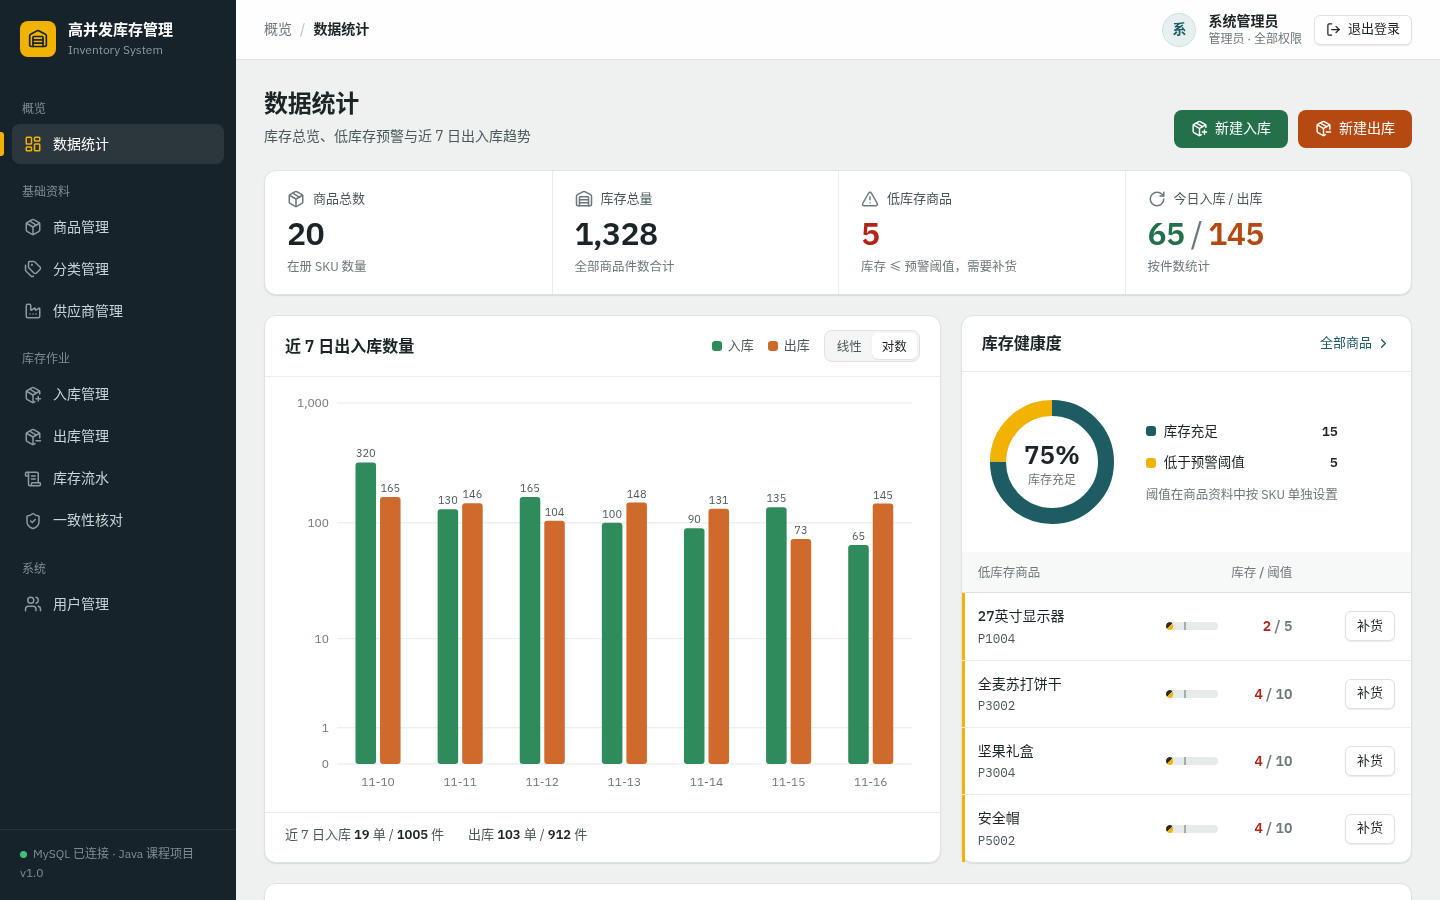 高并发库存管理
Inventory System
概览
数据统计
基础资料
商品管理
分类管理
供应商管理
库存作业
入库管理
出库管理
库存流水
一致性核对
系统
用户管理
MySQL 已连接 · Java 课程项目
v1.0
概览 / 数据统计
系
系统管理员
管理员 · 全部权限
退出登录
数据统计
库存总览、低库存预警与近 7 日出入库趋势
新建入库
新建出库
商品总数
20
在册 SKU 数量
库存总量
1,328
全部商品件数合计
低库存商品
5
库存 ≤ 预警阈值，需要补货
今日入库 / 出库
65 / 145
按件数统计
近 7 日出入库数量
入库
出库
线性
对数
1,000
100
10
1
0
320
165
130
146
165
104
100
148
90
131
135
73
65
145
11-10
11-11
11-12
11-13
11-14
11-15
11-16
近 7 日入库 19 单 / 1005 件
出库 103 单 / 912 件
库存健康度
全部商品
75%
库存充足
库存充足 15
低于预警阈值 5
阈值在商品资料中按 SKU 单独设置
低库存商品
库存 / 阈值
27英寸显示器
P1004
2 / 5
补货
全麦苏打饼干
P3002
4 / 10
补货
坚果礼盒
P3004
4 / 10
补货
安全帽
P5002
4 / 10
补货